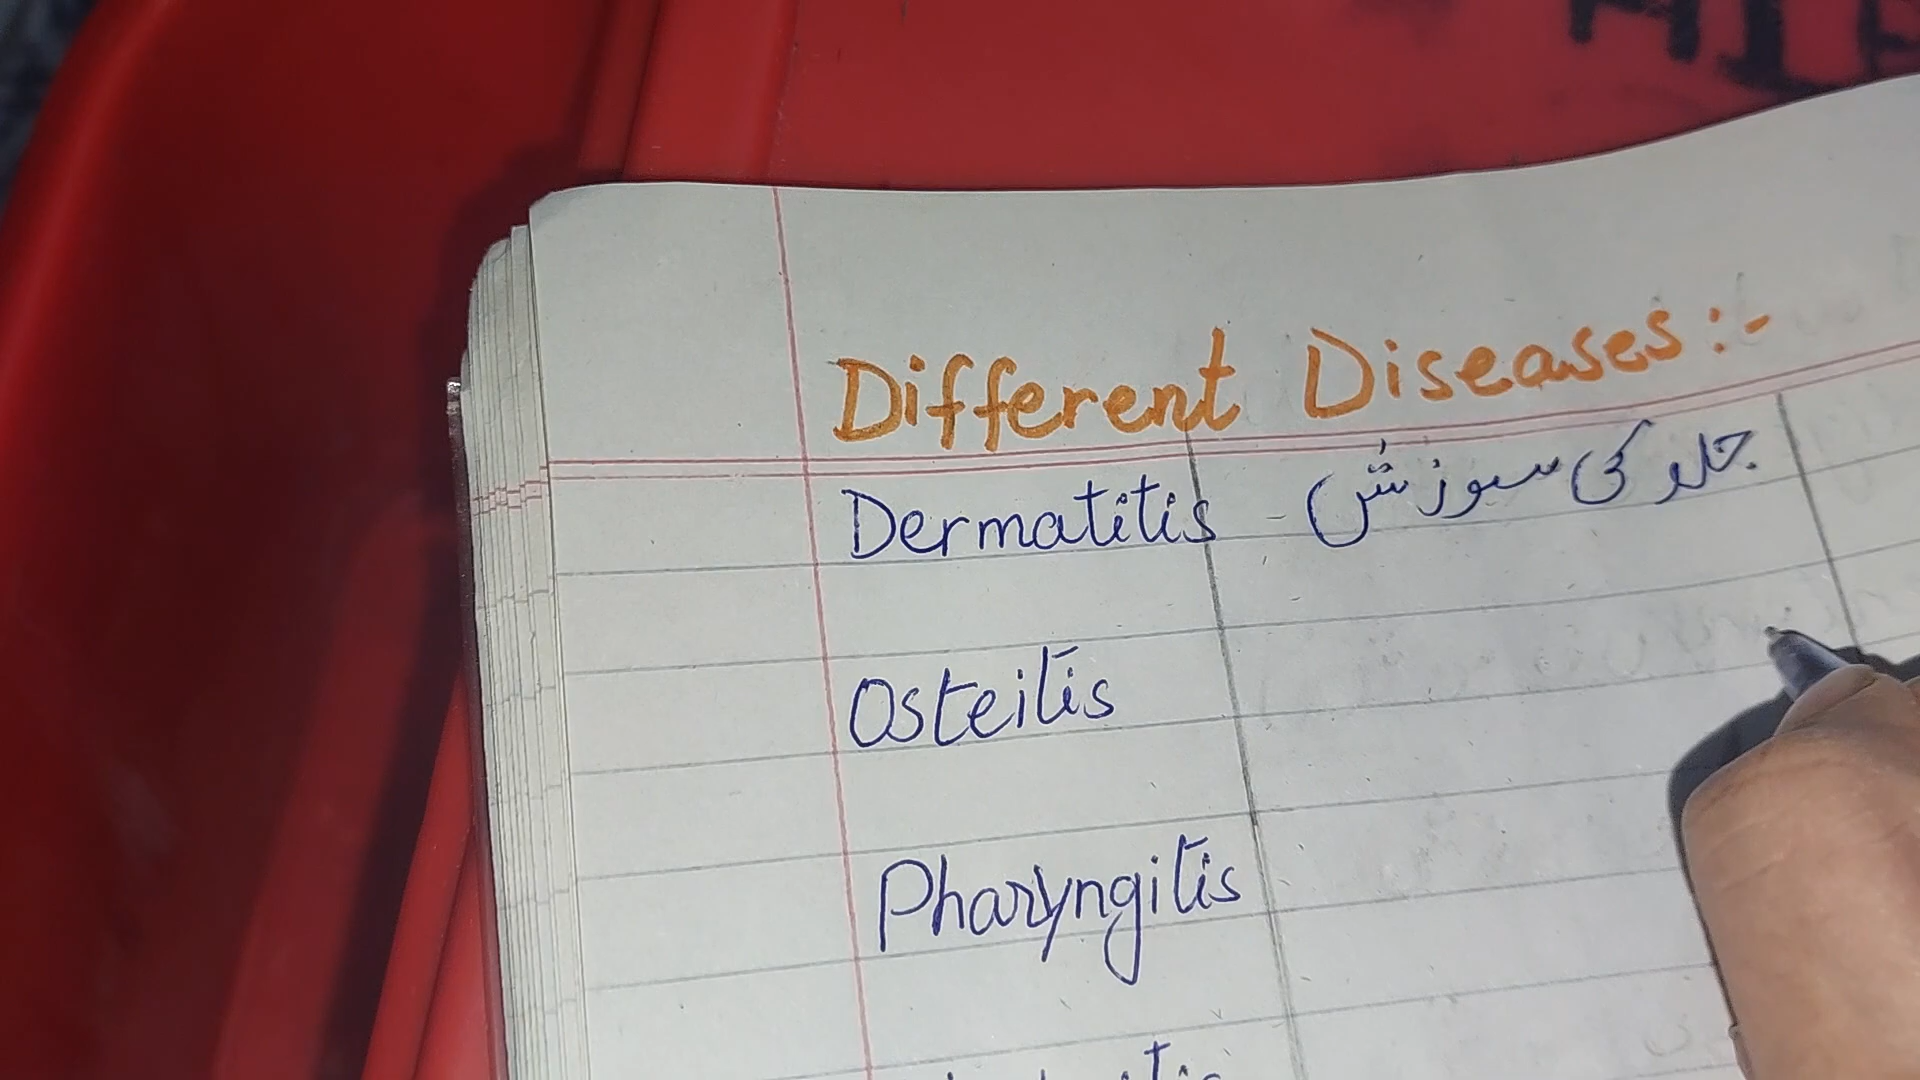 Different Diseases:-
Dermatitis - جلد کی سوزش
Osteitis
Pharyngitis